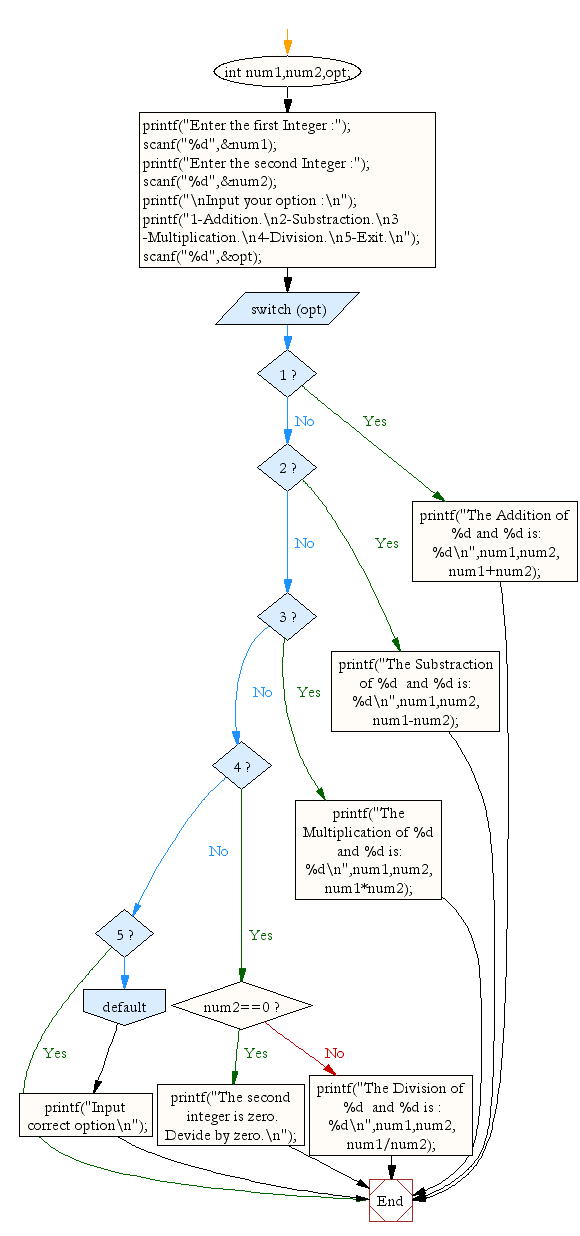 int num1,num2,opt;
printf("Enter the first Integer :");
scanf("%d",&num1);
printf("Enter the second Integer :");
scanf("%d",&num2);
printf("\nInput your option :\n");
printf("1-Addition.\n2-Substraction.\n3
-Multiplication.\n4-Division.\n5-Exit.\n");
scanf("%d",&opt);
switch (opt)
1 ?
No
Yes
2 ?
printf("The Addition of
%d and %d is:
%d\n",num1,num2,
num1+num2);
No
Yes
3 ?
printf("The Substraction
of %d  and %d is:
%d\n",num1,num2,
num1-num2);
No
Yes
4 ?
printf("The
Multiplication of %d
and %d is:
%d\n",num1,num2,
num1*num2);
No
Yes
5 ?
default
num2==0 ?
Yes
Yes
No
printf("Input
correct option\n");
printf("The second
integer is zero.
Devide by zero.\n");
printf("The Division of
%d  and %d is :
%d\n",num1,num2,
num1/num2);
End